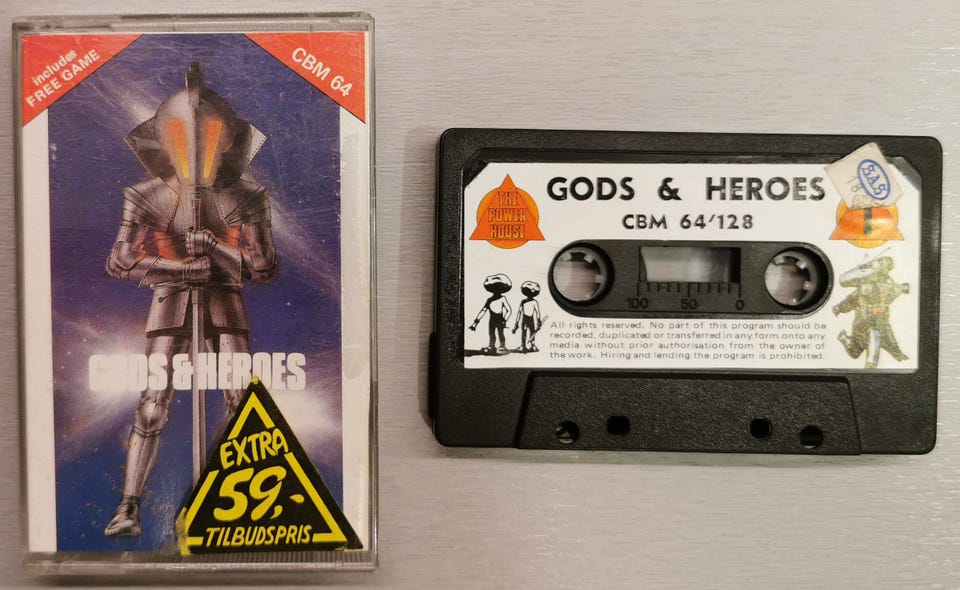 includes
FREE GAME
CBM 64
GODS & HEROES
EXTRA
59,-
TILBUDSPRIS
THE
POWER
HOUSE
GODS & HEROES
CBM 64/128
SAS
78
T
100 50 0
All rights reserved. No part of this program should be
recorded, duplicated or transferred in any form onto any
media without prior authorisation from the owner of
the work. Hiring and lending the program is prohibited.